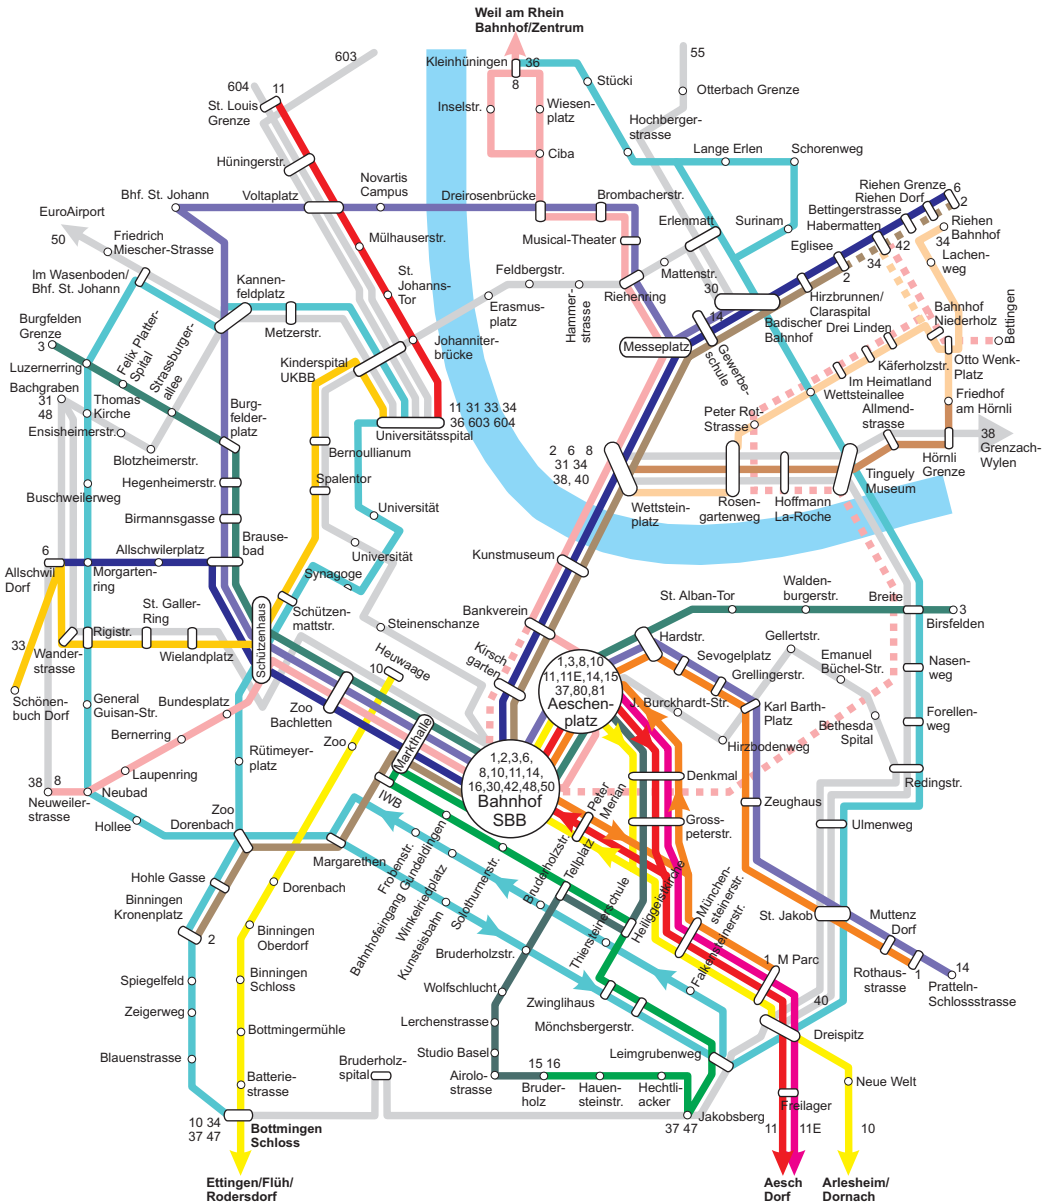 Weil am Rhein
Bahnhof/Zentrum
603
55
Kleinhüningen
36
8
Stücki
Otterbach Grenze
604
11
St. Louis
Grenze
Inselstr.
Wiesen-
platz
Hochberger-
strasse
Hüningerstr.
Ciba
Lange Erlen
Schorenweg
Bhf. St. Johann
Voltaplatz
Novartis
Campus
Dreirosenbrücke
Brombacherstr.
Riehen Grenze
6
Riehen Dorf
2
Bettingerstrasse
Habermatten
Riehen
Bahnhof
EuroAirport
50
Friedrich
Miescher-Strasse
Mülhauserstr.
Musical-Theater
Erlenmatt
Surinam
Eglisee
42
34
34
Lachen-
weg
Im Wasenboden/
Bhf. St. Johann
Kannen-
feldplatz
St.
Johanns-
Tor
Feldbergstr.
Mattenstr.
30
2
Erasmus-
platz
Hammer-
strasse
Riehenring
Hirzbrunnen/
Claraspital
Burgfelden
Grenze
3
Metzerstr.
14
Badischer
Bahnhof
Drei Linden
Bahnhof
Niederholz
Bettingen
Luzernerring
Felix Platter-
Spital
Strassburger-
allee
Kinderspital
UKBB
Johanniter-
brücke
Messeplatz
Gewerbe-
schule
Käferholzstr.
Otto Wenk-
Platz
Bachgraben
31
48
Thomas
Kirche
Im Heimatland
Wettsteinallee
Ensisheimerstr.
Burg-
felder-
platz
11 31 33 34
36 603 604
Universitätsspital
Peter Rot-
Strasse
Allmend-
strasse
Friedhof
am Hörnli
Blotzheimerstr.
Bernoullianum
2 6 8
31 34
38, 40
38
Grenzach-
Wylen
Hörnli
Grenze
Buschweilerweg
Hegenheimerstr.
Spalentor
Wettstein-
platz
Rosen-
gartenweg
Hoffmann
La-Roche
Tinguely
Museum
Birmannsgasse
Universität
6
Allschwilerplatz
Brause-
bad
Universität
Kunstmuseum
Allschwil
Dorf
Morgarten-
ring
Synagoge
St. Alban-Tor
Walden-
burgerstr.
Breite
3
Birsfelden
St. Galler-
Ring
Schützenhaus
Schützen-
mattstr.
Bankverein
Steinenschanze
33
Wander-
strasse
Rigistr.
Wielandplatz
Heuwaage
10
Kirsch
garten
1,3,8,10
11,11E,14,15
37,80,81
Aeschen-
platz
Hardstr.
Sevogelplatz
Grellingerstr.
Gellertstr.
Emanuel
Büchel-Str.
Nasen-
weg
Schönen-
buch Dorf
General
Guisan-Str.
Bundesplatz
Zoo
Bachletten
J. Burckhardt-Str.
Karl Barth-
Platz
Bethesda
Spital
Forellen-
weg
Bernerring
Zoo
Markthalle
Hirzbodenweg
Rütimeyer-
platz
Laupenring
1,2,3,6,
8,10,11,14,
16,30,42,48,50
Bahnhof
SBB
Denkmal
Redingstr.
38
8
Neuweiler-
strasse
Neubad
IWB
Peter
Merian
Zeughaus
Hollee
Zoo
Dorenbach
Gross-
peterstr.
Ulmenweg
Margarethen
Frobenstr.
Bahnhofeingang Gundeldingen
Winkelriedplatz
Kunsteisbahn
Solothurnerstr.
Bruderholzstr.
Tellplatz
Hohle Gasse
Dorenbach
Thiersteinerschule
Heiliggeistkirche
München-
steinerstr.
Falkensteinerstr.
Binningen
Kronenplatz
2
Binningen
Oberdorf
Bruderholzstr.
St. Jakob
Muttenz
Dorf
Spiegelfeld
Binningen
Schloss
Wolfschlucht
1
M Parc
Rothaus-
strasse
1
14
Pratteln-
Schlossstrasse
Zeigerweg
Bottmingermühle
Lerchenstrasse
Zwinglihaus
Mönchsbergerstr.
40
Dreispitz
Blauenstrasse
Batterie-
strasse
Bruderholz-
spital
Studio Basel
Airolo-
strasse
15 16
Bruder-
holz
Hauen-
steinstr.
Hechtli-
acker
Leimgrubenweg
Neue Welt
Freilager
10 34
37 47
Bottmingen
Schloss
Jakobsberg
37 47
11
11E
10
Ettingen/Flüh/
Rodersdorf
Aesch
Dorf
Arlesheim/
Dornach